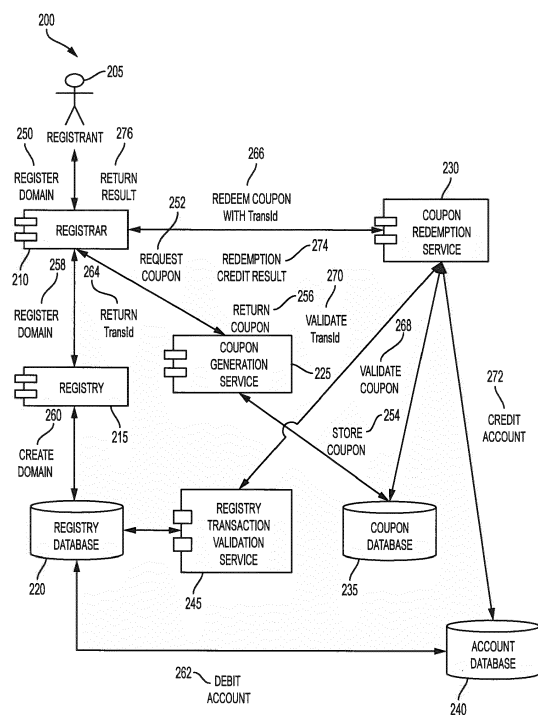 200
205
REGISTRANT
250
276
REGISTER
DOMAIN
RETURN
RESULT
266
REDEEM COUPON
WITH TransId
230
COUPON
REDEMPTION
SERVICE
252
REGISTRAR
210
REQUEST
COUPON
REDEMPTION
CREDIT RESULT
274
258
264
REGISTER
DOMAIN
RETURN
TransId
270
VALIDATE
TransId
RETURN
COUPON
256
268
VALIDATE
COUPON
COUPON
GENERATION
SERVICE
225
272
CREDIT
ACCOUNT
REGISTRY
215
260
CREATE
DOMAIN
254
STORE
COUPON
REGISTRY
DATABASE
220
REGISTRY
TRANSACTION
VALIDATION
SERVICE
245
COUPON
DATABASE
235
ACCOUNT
DATABASE
240
262
DEBIT
ACCOUNT